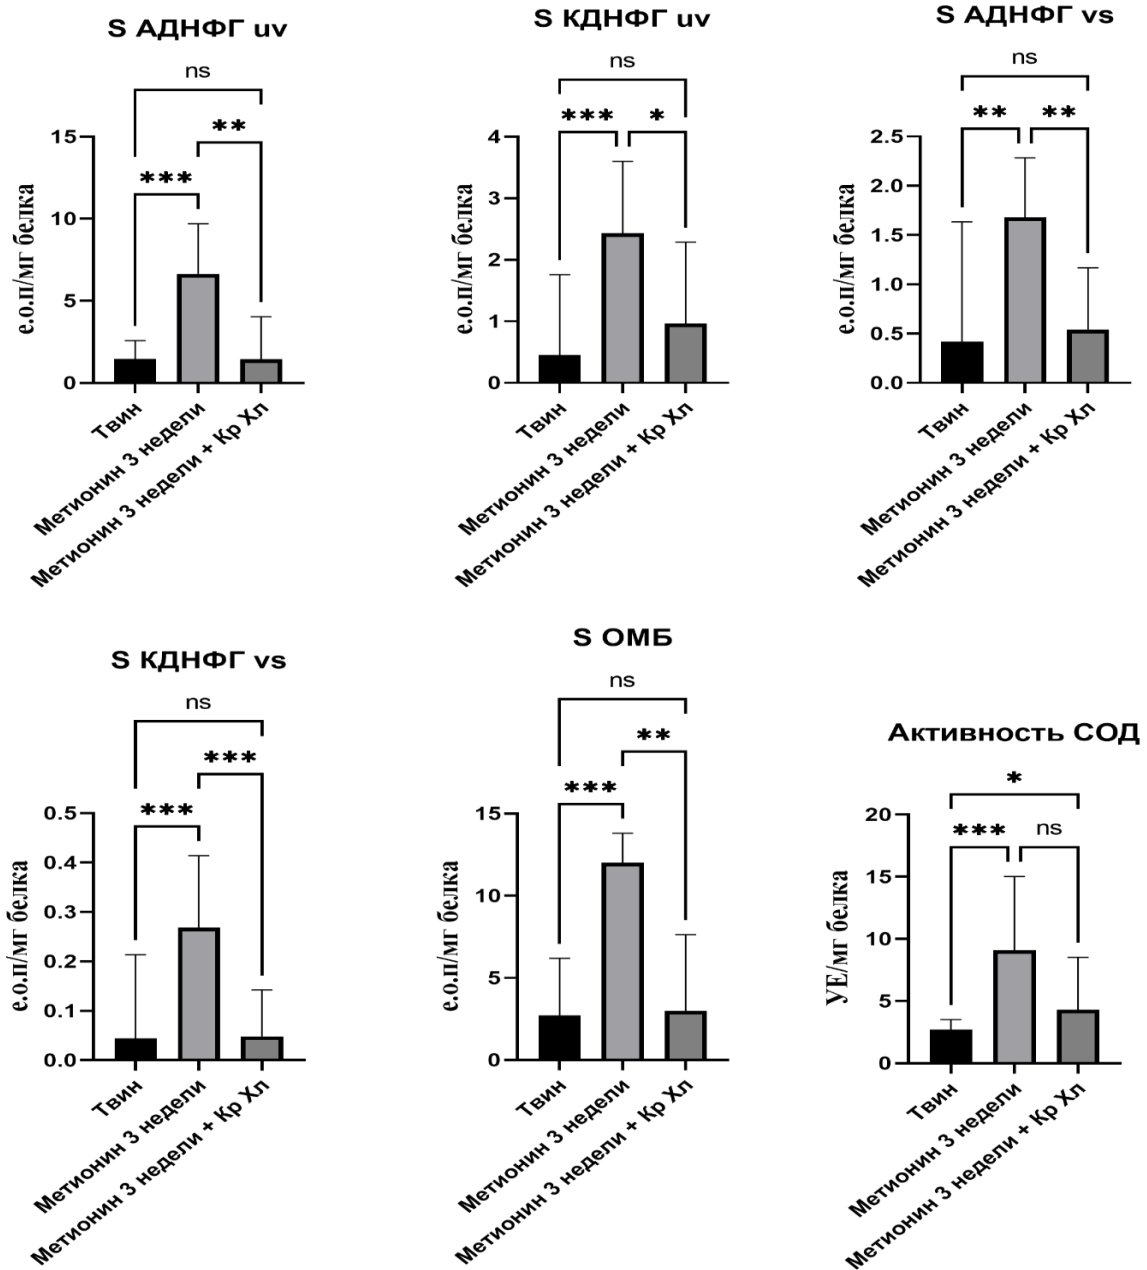 S АДНФГ uv
ns
**
***
15
10
5
0
е.о.п/мг белка
Твин
Метионин 3 недели
Метионин 3 недели + Кр Хл
S КДНФГ uv
ns
***
*
4
3
2
1
0
е.о.п/мг белка
Твин
Метионин 3 недели
Метионин 3 недели + Кр Хл
S АДНФГ vs
ns
**
**
2.5
2.0
1.5
1.0
0.5
0.0
е.о.п/мг белка
Твин
Метионин 3 недели
Метионин 3 недели + Кр Хл
S КДНФГ vs
ns
***
***
0.5
0.4
0.3
0.2
0.1
0.0
е.о.п/мг белка
Твин
Метионин 3 недели
Метионин 3 недели + Кр Хл
S ОМБ
ns
**
***
15
10
5
0
е.о.п/мг белка
Твин
Метионин 3 недели
Метионин 3 недели + Кр Хл
Активность СОД
*
***
ns
20
15
10
5
0
УЕ/мг белка
Твин
Метионин 3 недели
Метионин 3 недели + Кр Хл